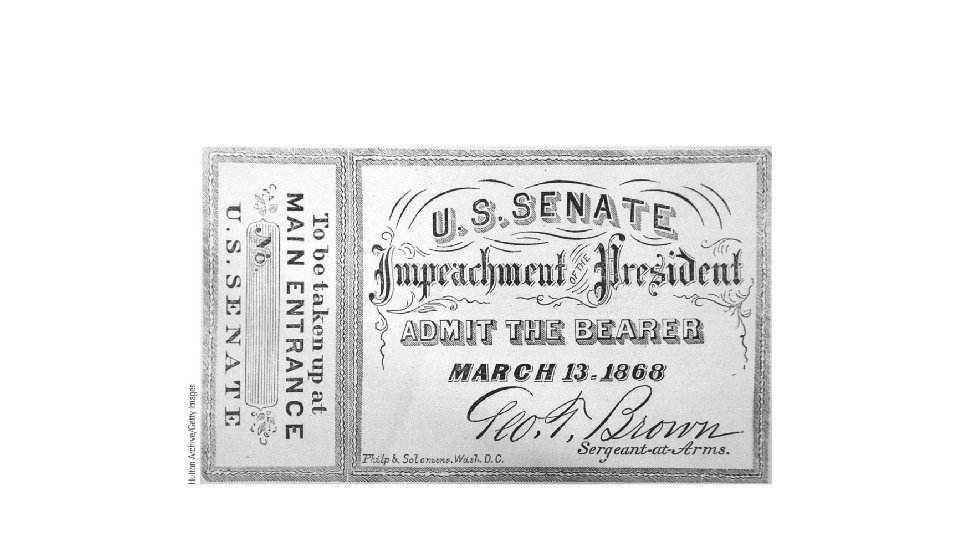 Hulton Archive/Getty Images
To be taken up at
MAIN ENTRANCE
No.
U.S. SENATE
U.S. SENATE
Impeachment OF THE President
ADMIT THE BEARER
MARCH 13-1868
Geo. T. Brown
Sergeant-at-Arms.
Philp & Solomons. Wash. D.C.